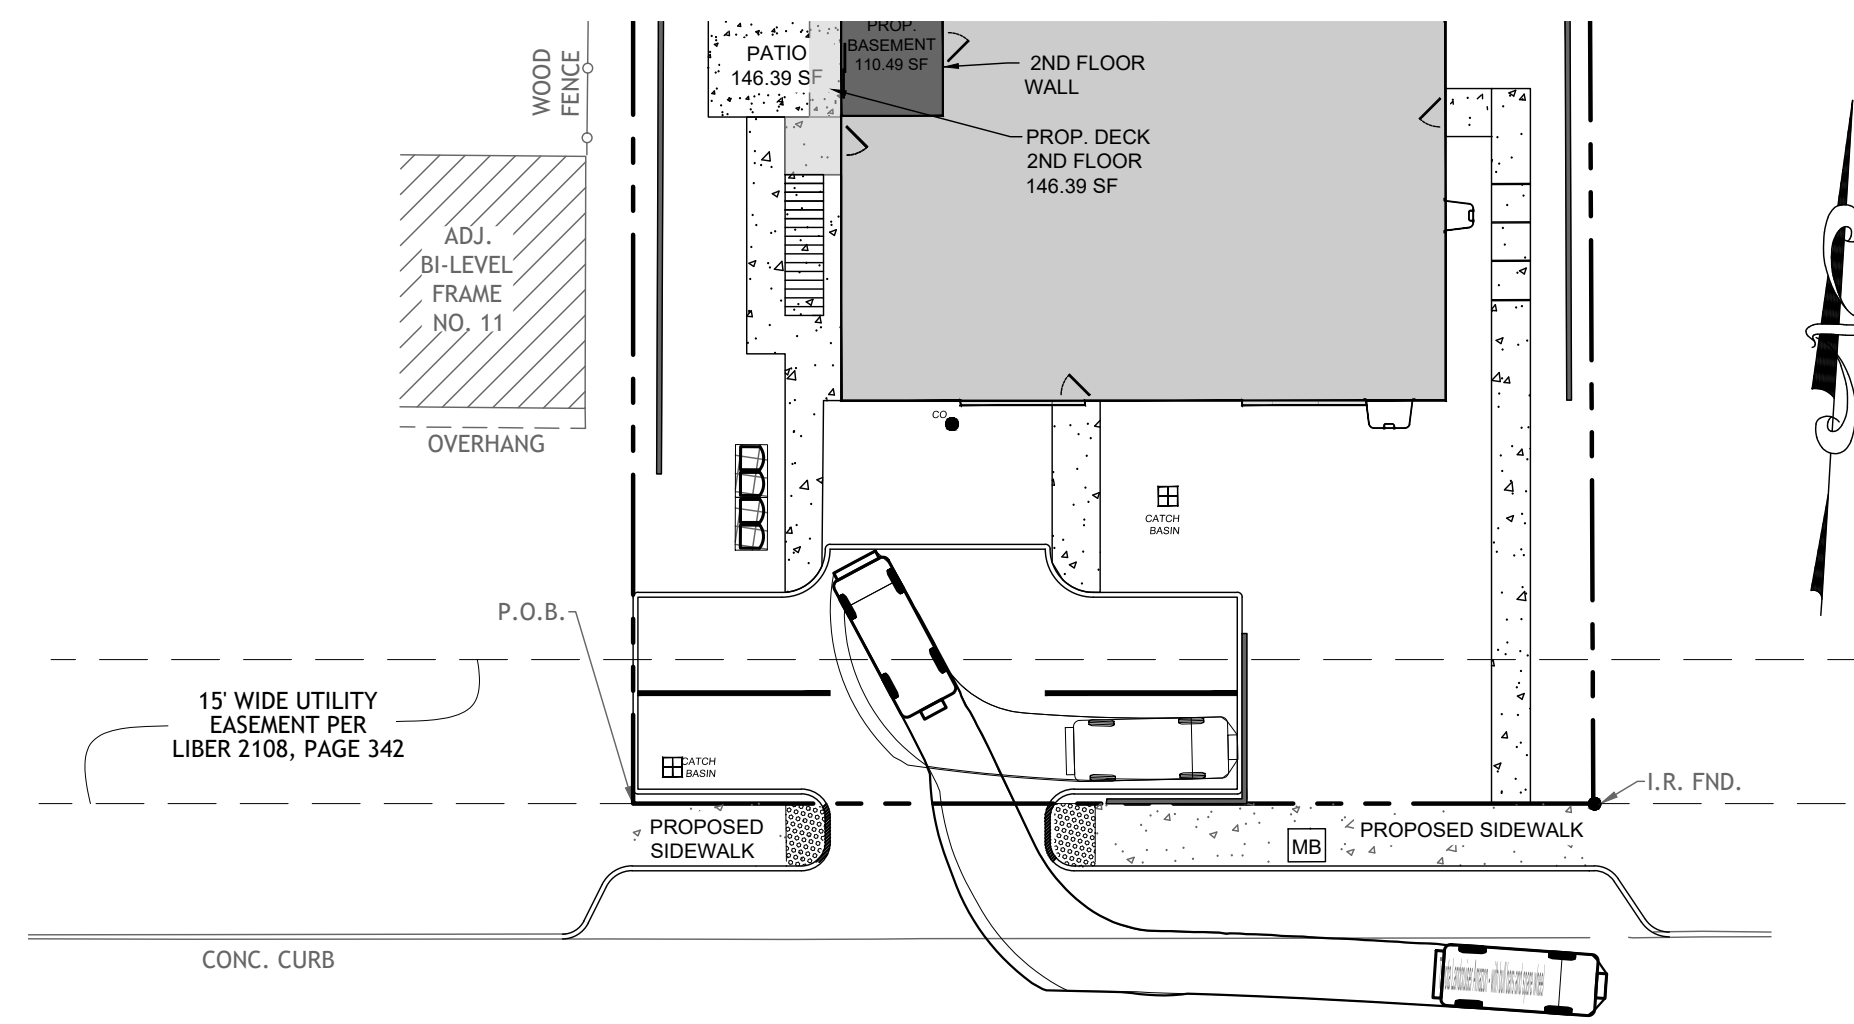 PROP.
BASEMENT
110.49 SF
PATIO
146.39 SF
WOOD
FENCE
2ND FLOOR
WALL
PROP. DECK
2ND FLOOR
146.39 SF
ADJ.
BI-LEVEL
FRAME
NO. 11
OVERHANG
CO
CATCH
BASIN
P.O.B.
15' WIDE UTILITY
EASEMENT PER
LIBER 2108, PAGE 342
CATCH
BASIN
I.R. FND.
PROPOSED
SIDEWALK
MB
PROPOSED SIDEWALK
CONC. CURB